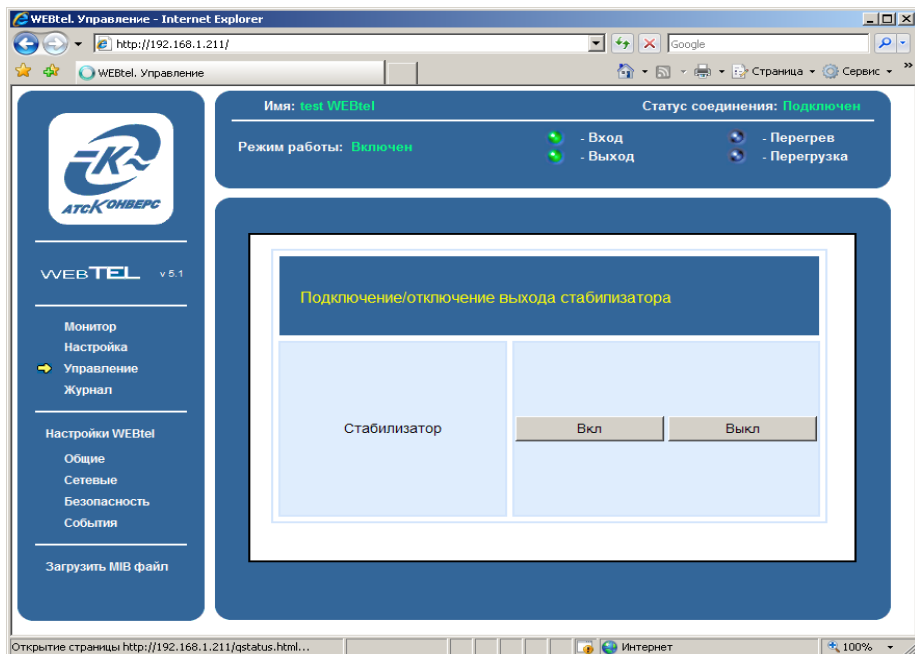 WEBtel. Управление - Internet Explorer
http://192.168.1.211/
Google
WEBtel. Управление
Страница
Сервис
»
Имя: test WEBtel
Статус соединения: Подключен
Режим работы: Включен
- Вход
- Перегрев
- Выход
- Перегрузка
К
АТС КОНВЕРС
WEBTEL v 5.1
Монитор
Настройка
Управление
Журнал
Настройки WEBtel
Общие
Сетевые
Безопасность
События
Загрузить MIB файл
Подключение/отключение выхода стабилизатора
Стабилизатор
Вкл
Выкл
Открытие страницы http://192.168.1.211/qstatus.html...
Интернет
100%